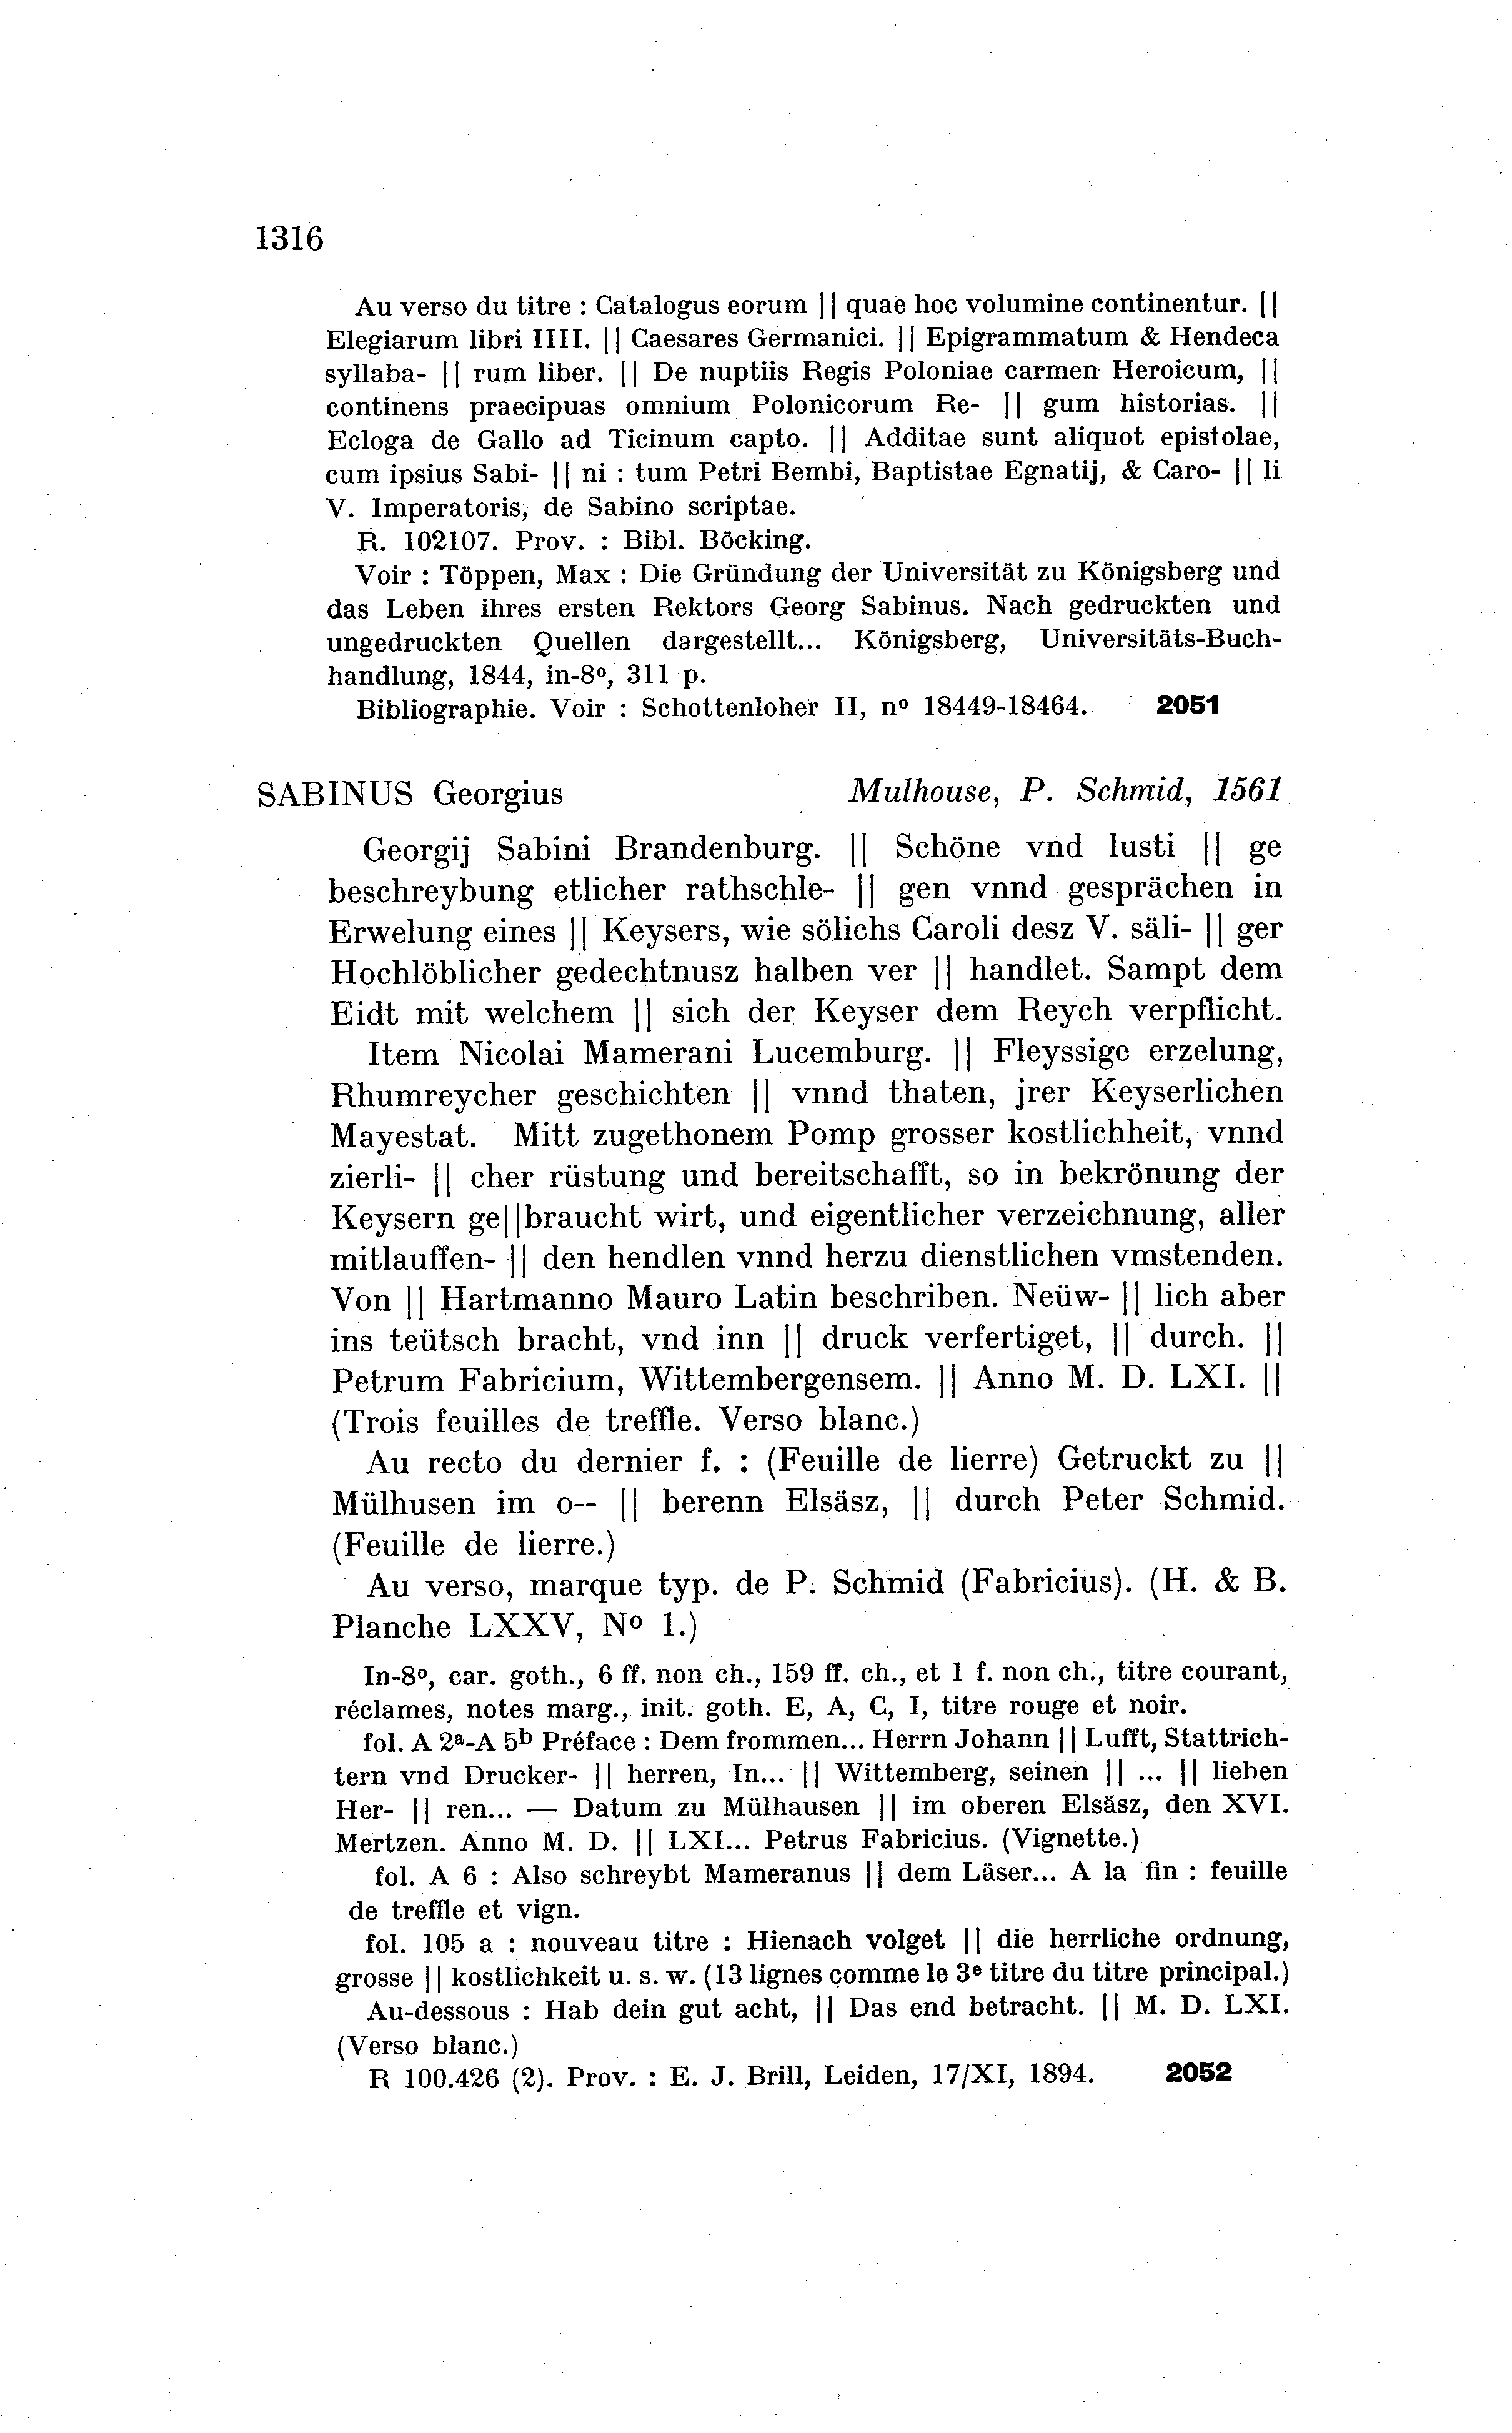 1316
Au verso du titre : Catalogus eorum || quae hoc volumine continentur. ||
Elegiarum libri IIII. || Caesares Germanici. || Epigrammatum & Hendeca
syllaba- || rum liber. || De nuptiis Regis Poloniae carmen Heroicum, ||
continens praecipuas omnium Polonicorum Re- || gum historias. ||
Ecloga de Gallo ad Ticinum capto. || Additae sunt aliquot epistolae,
cum ipsius Sabi- || ni : tum Petri Bembi, Baptistae Egnatij, & Caro- || li
V. Imperatoris, de Sabino scriptae.
R. 102107. Prov. : Bibl. Böcking.
Voir : Töppen, Max : Die Gründung der Universität zu Königsberg und
das Leben ihres ersten Rektors Georg Sabinus. Nach gedruckten und
ungedruckten Quellen dargestellt... Königsberg, Universitäts-Buch-
handlung, 1844, in-8º, 311 p.
Bibliographie. Voir : Schottenloher II, nº 18449-18464. 2051
SABINUS Georgius Mulhouse, P. Schmid, 1561
Georgij Sabini Brandenburg. || Schöne vnd lusti || ge
beschreybung etlicher rathschle- || gen vnnd gesprächen in
Erwelung eines || Keysers, wie sölichs Caroli desz V. säli- || ger
Hochlöblicher gedechtnusz halben ver || handlet. Sampt dem
Eidt mit welchem || sich der Keyser dem Reych verpflicht.
Item Nicolai Mamerani Lucemburg. || Fleyssige erzelung,
Rhumreycher geschichten || vnnd thaten, jrer Keyserlichen
Mayestat. Mitt zugethonem Pomp grosser kostlichheit, vnnd
zierli- || cher rüstung und bereitschafft, so in bekrönung der
Keysern ge||braucht wirt, und eigentlicher verzeichnung, aller
mitlauffen- || den hendlen vnnd herzu dienstlichen vmstenden.
Von || Hartmanno Mauro Latin beschriben. Neüw- || lich aber
ins teütsch bracht, vnd inn || druck verfertiget, || durch. ||
Petrum Fabricium, Wittembergensem. || Anno M. D. LXI. ||
(Trois feuilles de treffle. Verso blanc.)
Au recto du dernier f. : (Feuille de lierre) Getruckt zu ||
Mülhusen im o-- || berenn Elsäsz, || durch Peter Schmid.
(Feuille de lierre.)
Au verso, marque typ. de P. Schmid (Fabricius). (H. & B.
Planche LXXV, Nº 1.)
In-8º, car. goth., 6 ff. non ch., 159 ff. ch., et 1 f. non ch., titre courant,
réclames, notes marg., init. goth. E, A, C, I, titre rouge et noir.
fol. A 2ᵃ-A 5ᵇ Préface : Dem frommen... Herrn Johann || Lufft, Stattrich-
tern vnd Drucker- || herren, In... || Wittemberg, seinen || ... || lieben
Her- || ren... — Datum zu Mülhausen || im oberen Elsäsz, den XVI.
Mertzen. Anno M. D. || LXI... Petrus Fabricius. (Vignette.)
fol. A 6 : Also schreybt Mameranus || dem Läser... A la fin : feuille
de treffle et vign.
fol. 105 a : nouveau titre : Hienach volget || die herrliche ordnung,
grosse || kostlichkeit u. s. w. (13 lignes comme le 3ᵉ titre du titre principal.)
Au-dessous : Hab dein gut acht, || Das end betracht. || M. D. LXI.
(Verso blanc.)
R 100.426 (2). Prov. : E. J. Brill, Leiden, 17/XI, 1894. 2052